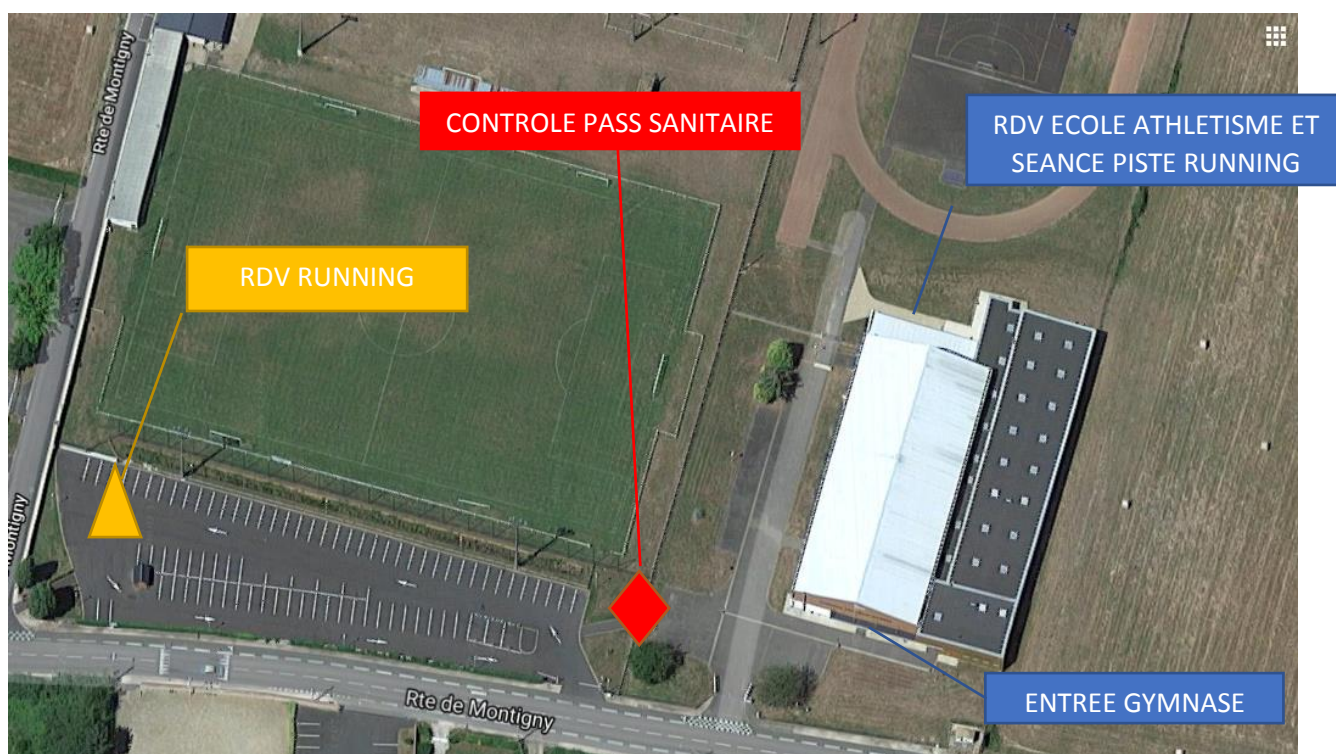 Rte de Montigny
CONTROLE PASS SANITAIRE
RDV ECOLE ATHLETISME ET
SEANCE PISTE RUNNING
RDV RUNNING
Montigny
Rte de Montigny
ENTREE GYMNASE